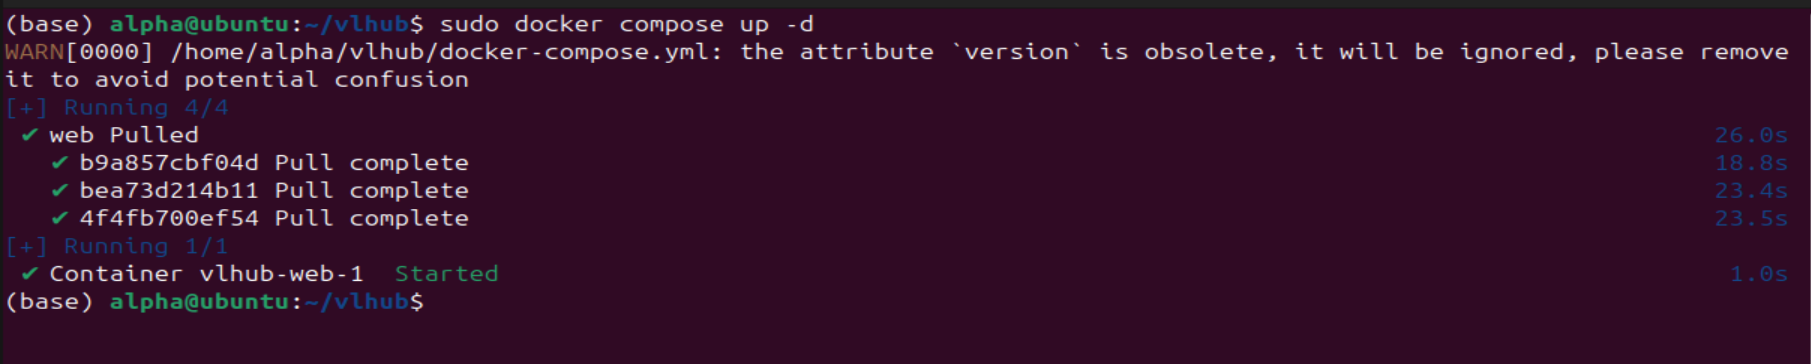 (base) alpha@ubuntu:~/vlhub$ sudo docker compose up -d
WARN[0000] /home/alpha/vlhub/docker-compose.yml: the attribute `version` is obsolete, it will be ignored, please remove
it to avoid potential confusion
[+] Running 4/4
✔ web Pulled 26.0s
✔ b9a857cbf04d Pull complete 18.8s
✔ bea73d214b11 Pull complete 23.4s
✔ 4f4fb700ef54 Pull complete 23.5s
[+] Running 1/1
✔ Container vlhub-web-1 Started 1.0s
(base) alpha@ubuntu:~/vlhub$